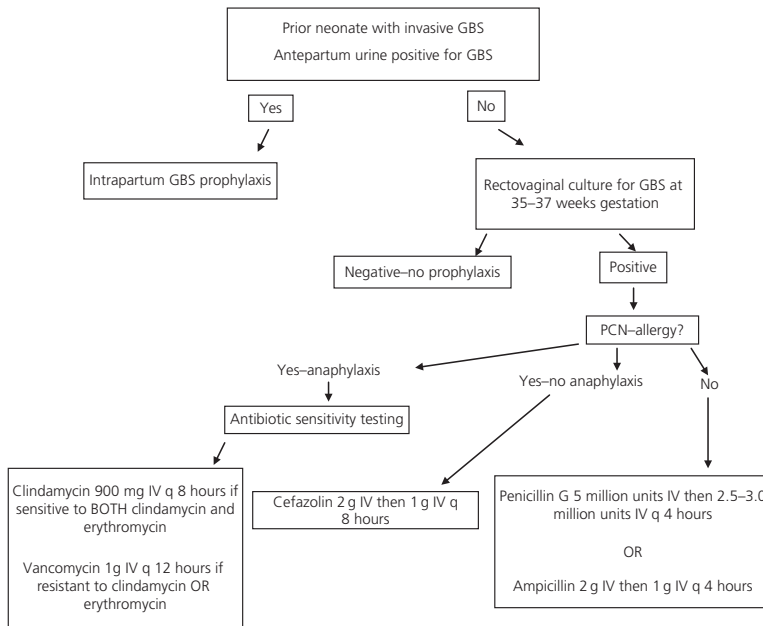 Prior neonate with invasive GBS
Antepartum urine positive for GBS
Yes
No
Intrapartum GBS prophylaxis
Rectovaginal culture for GBS at
35–37 weeks gestation
Negative–no prophylaxis
Positive
PCN–allergy?
Yes–anaphylaxis
Yes–no anaphylaxis
No
Antibiotic sensitivity testing
Clindamycin 900 mg IV q 8 hours if
sensitive to BOTH clindamycin and
erythromycin
Vancomycin 1g IV q 12 hours if
resistant to clindamycin OR
erythromycin
Cefazolin 2 g IV then 1 g IV q
8 hours
Penicillin G 5 million units IV then 2.5–3.0
million units IV q 4 hours
OR
Ampicillin 2 g IV then 1 g IV q 4 hours